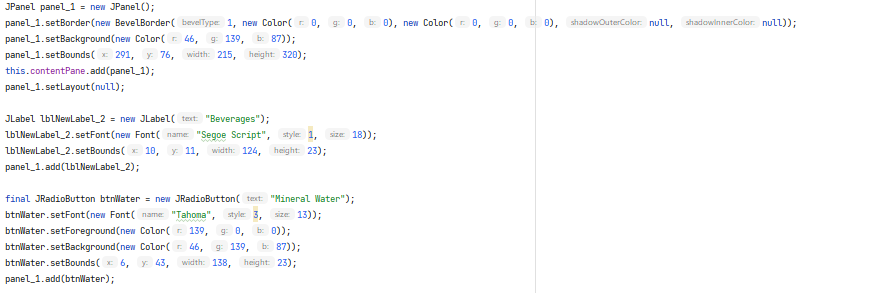 JPanel panel_1 = new JPanel();
panel_1.setBorder(new BevelBorder( bevelType: 1, new Color( r: 0, g: 0, b: 0), new Color( r: 0, g: 0, b: 0), shadowOuterColor: null, shadowInnerColor: null));
panel_1.setBackground(new Color( r: 46, g: 139, b: 87));
panel_1.setBounds( x: 291, y: 76, width: 215, height: 320);
this.contentPane.add(panel_1);
panel_1.setLayout(null);
JLabel lblNewLabel_2 = new JLabel( text: "Beverages");
lblNewLabel_2.setFont(new Font( name: "Segoe Script", style: 1, size: 18));
lblNewLabel_2.setBounds( x: 10, y: 11, width: 124, height: 23);
panel_1.add(lblNewLabel_2);
final JRadioButton btnWater = new JRadioButton( text: "Mineral Water");
btnWater.setFont(new Font( name: "Tahoma", style: 3, size: 13));
btnWater.setForeground(new Color( r: 139, g: 0, b: 0));
btnWater.setBackground(new Color( r: 46, g: 139, b: 87));
btnWater.setBounds( x: 6, y: 43, width: 138, height: 23);
panel_1.add(btnWater);